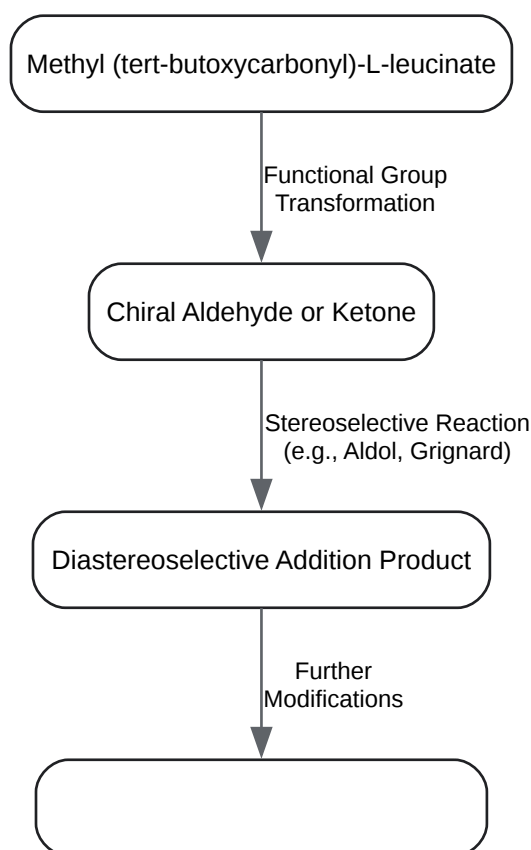 Methyl (tert-butoxycarbonyl)-L-leucinate
Functional Group
Transformation
Chiral Aldehyde or Ketone
Stereoselective Reaction
(e.g., Aldol, Grignard)
Diastereoselective Addition Product
Further
Modifications